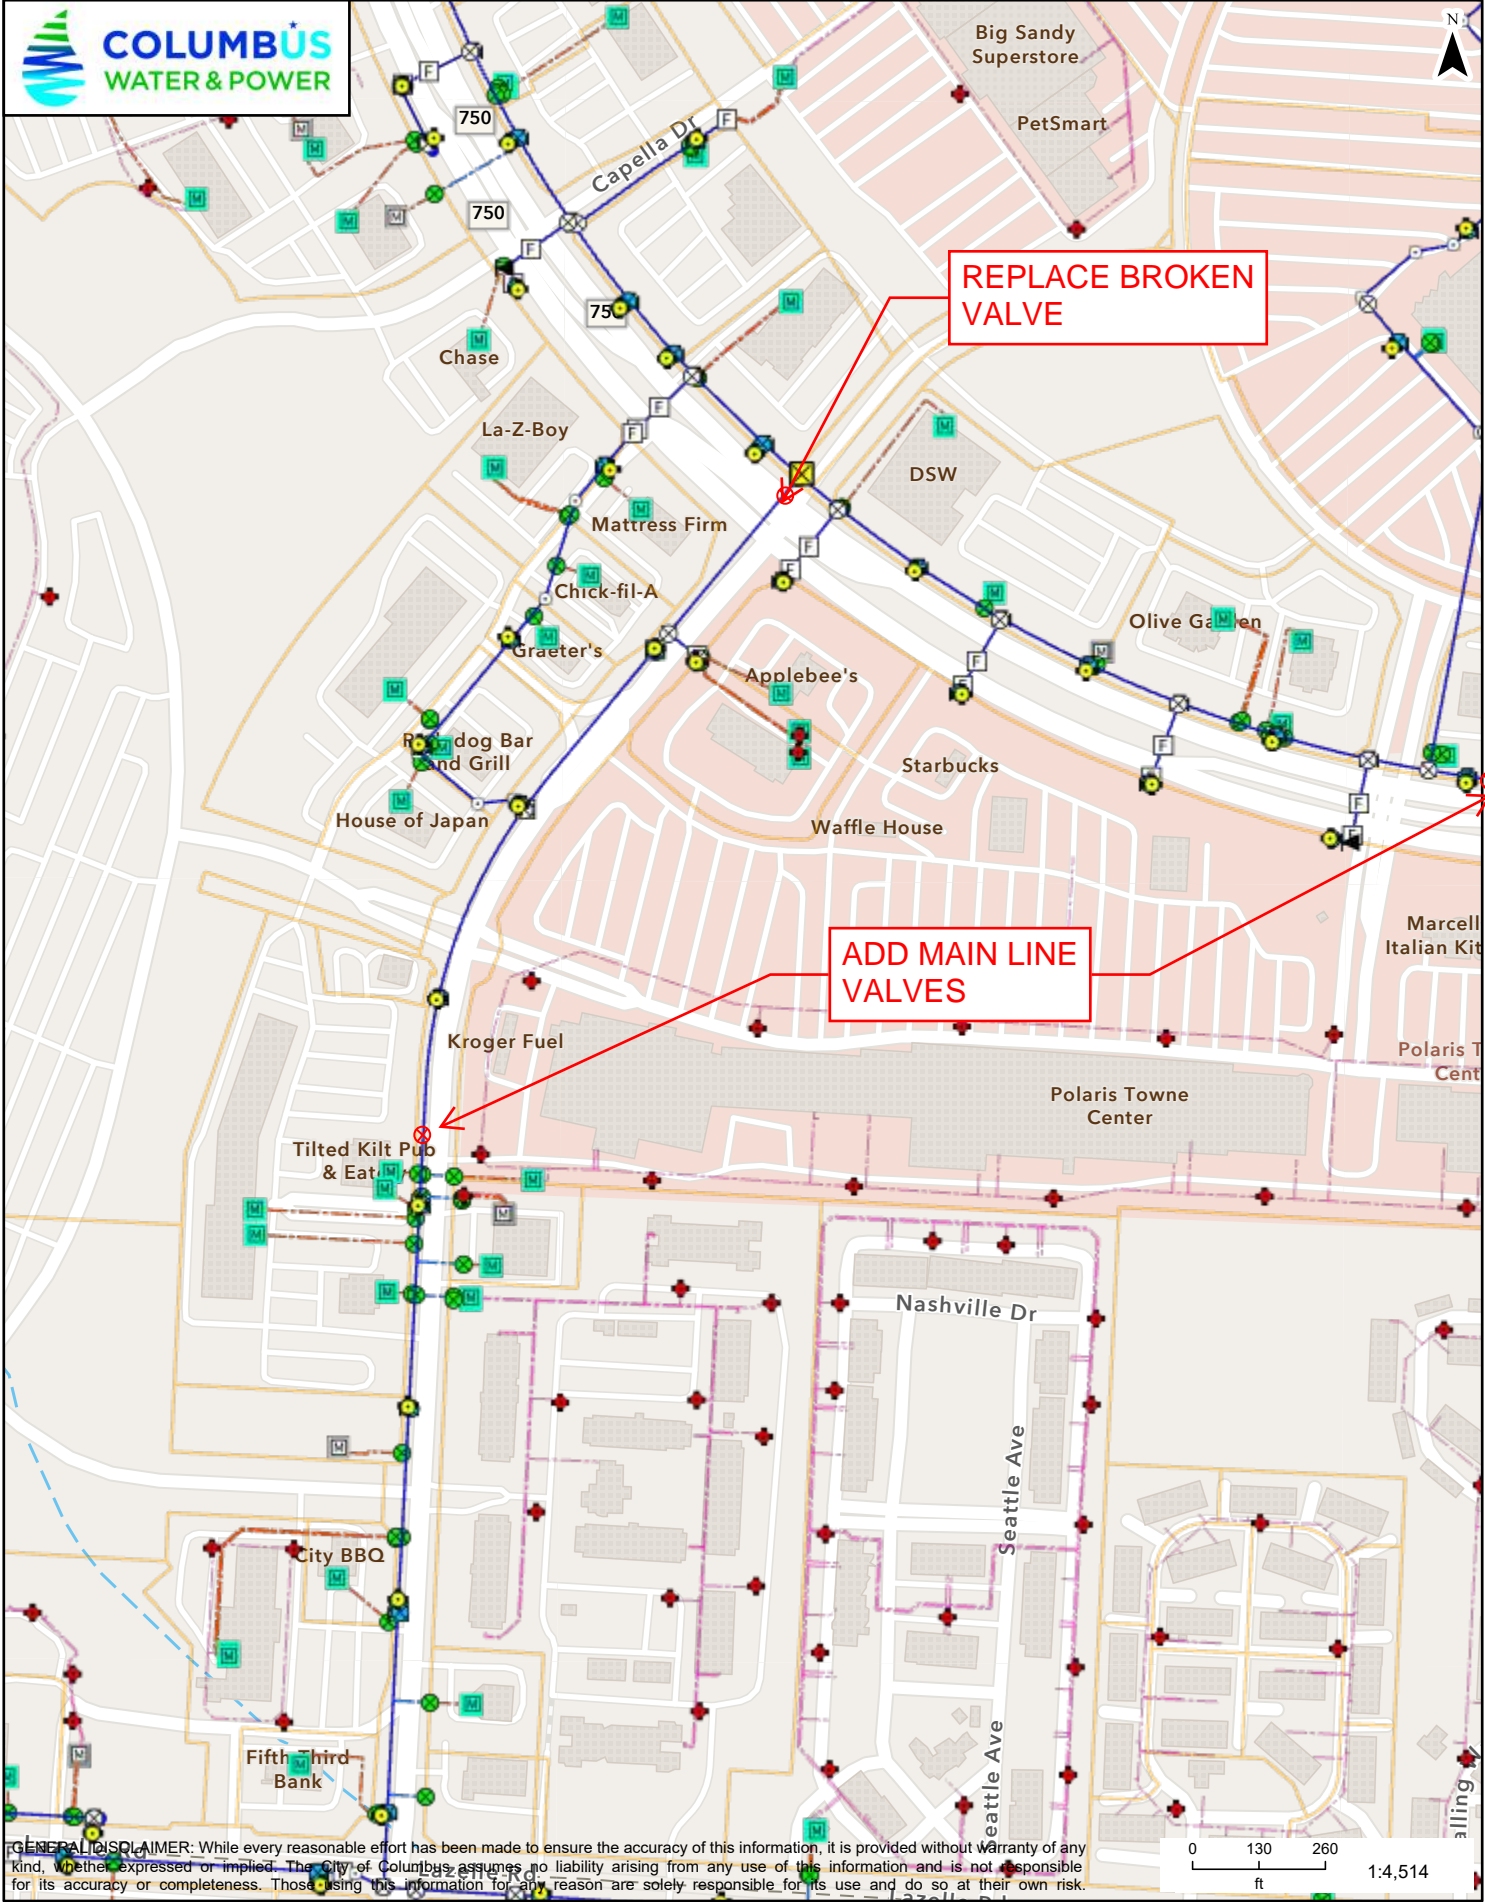 COLUMBUS
WATER & POWER
N
Big Sandy
Superstore
PetSmart
750
Capella Dr
750
750
REPLACE BROKEN
VALVE
Chase
La-Z-Boy
DSW
Mattress Firm
Chick-fil-A
Olive Garden
Graeter's
Applebee's
dog Bar
and Grill
Starbucks
House of Japan
Waffle House
Marcell
Italian Kit
ADD MAIN LINE
VALVES
Kroger Fuel
Polaris T
Cent
Polaris Towne
Center
Tilted Kilt Pub
& Eatery
Nashville Dr
Seattle Ave
City BBQ
Seattle Ave
Fifth Third
Bank
alling
Lazelle Rd
Lazelle Rd
GENERAL DISCLAIMER: While every reasonable effort has been made to ensure the accuracy of this information, it is provided without warranty of any
kind, whether expressed or implied. The City of Columbus assumes no liability arising from any use of this information and is not responsible
for its accuracy or completeness. Those using this information for any reason are solely responsible for its use and do so at their own risk.
0 130 260
ft
1:4,514